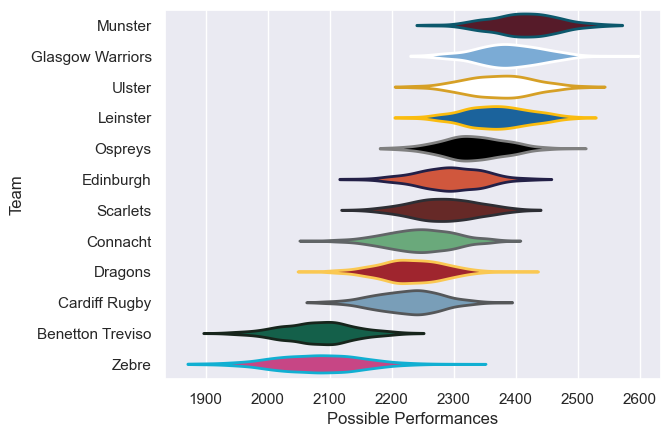 Munster
Glasgow Warriors
Ulster
Leinster
Ospreys
Edinburgh
Scarlets
Connacht
Dragons
Cardiff Rugby
Benetton Treviso
Zebre
Team
1900 2000 2100 2200 2300 2400 2500 2600
Possible Performances